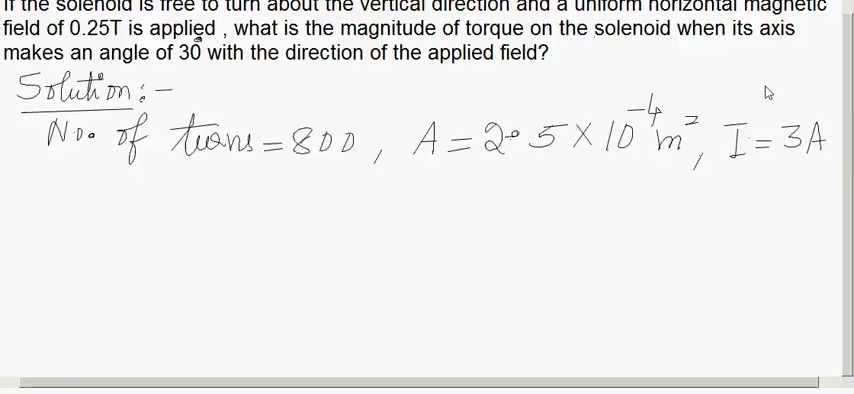 If the solenoid is free to turn about the vertical direction and a uniform horizontal magnetic
field of 0.25T is applied , what is the magnitude of torque on the solenoid when its axis
makes an angle of 30 with the direction of the applied field?
Solution:-
No. of turns = 800, A = 2.5 X 10^-4 m^2, I = 3A